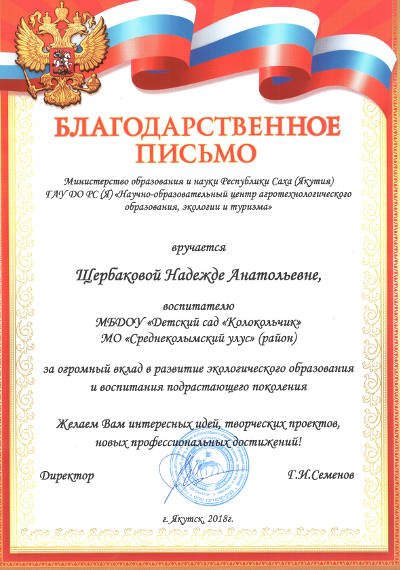 БЛАГОДАРСТВЕННОЕ
ПИСЬМО
Министерство образования и науки Республики Саха (Якутия)
ГАУ ДО РС (Я) «Научно-образовательный центр агротехнологического
образования, экологии и туризма»
вручается
Щербаковой Надежде Анатольевне,
воспитателю
МБДОУ «Детский сад «Колокольчик»
МО «Среднеколымский улус» (район)
за огромный вклад в развитие экологического образования
и воспитания подрастающего поколения
Желаем Вам интересных идей, творческих проектов,
новых профессиональных достижений!
Директор
Г.И.Семенов
г. Якутск, 2018г.